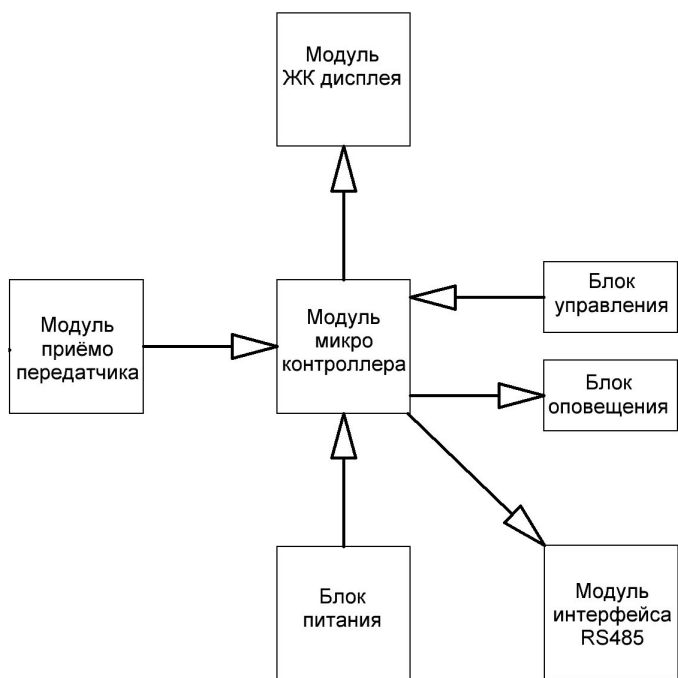 Модуль
ЖК дисплея
Модуль
приёмо
передатчика
Модуль
микро
контроллера
Блок
управления
Блок
оповещения
Блок
питания
Модуль
интерфейса
RS485